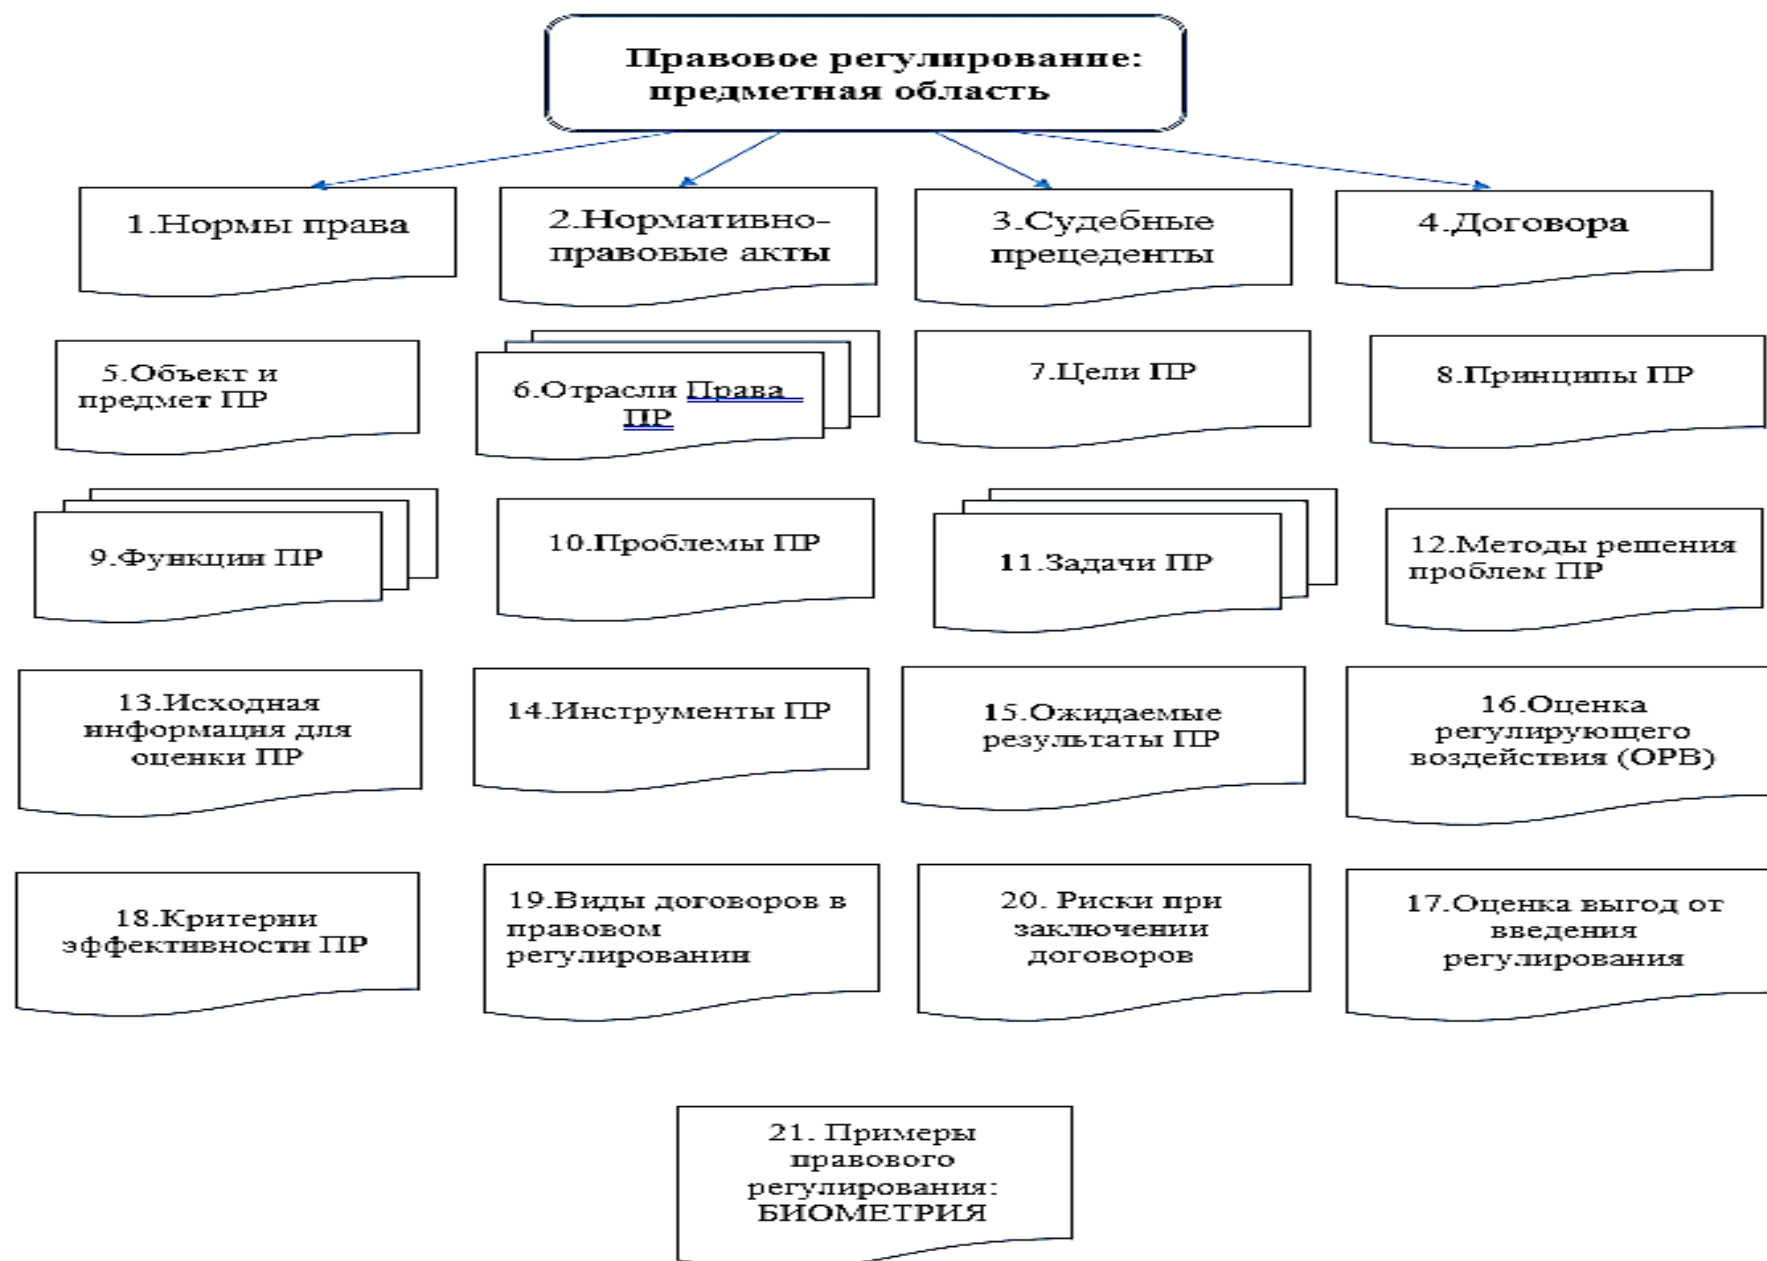 Правовое регулирование:
предметная область
1.Нормы права
2.Нормативно-
правовые акты
3.Судебные
прецеденты
4.Договора
5.Объект и
предмет ПР
6.Отрасли Права
ПР
7.Цели ПР
8.Принципы ПР
9.Функции ПР
10.Проблемы ПР
11.Задачи ПР
12.Методы решения
проблем ПР
13.Исходная
информация для
оценки ПР
14.Инструменты ПР
15.Ожидаемые
результаты ПР
16.Оценка
регулирующего
воздействия (ОРВ)
18.Критерии
эффективности ПР
19.Виды договоров в
правовом
регулировании
20. Риски при
заключении
договоров
17.Оценка выгод от
введения
регулирования
21. Примеры
правового
регулирования:
БИОМЕТРИЯ